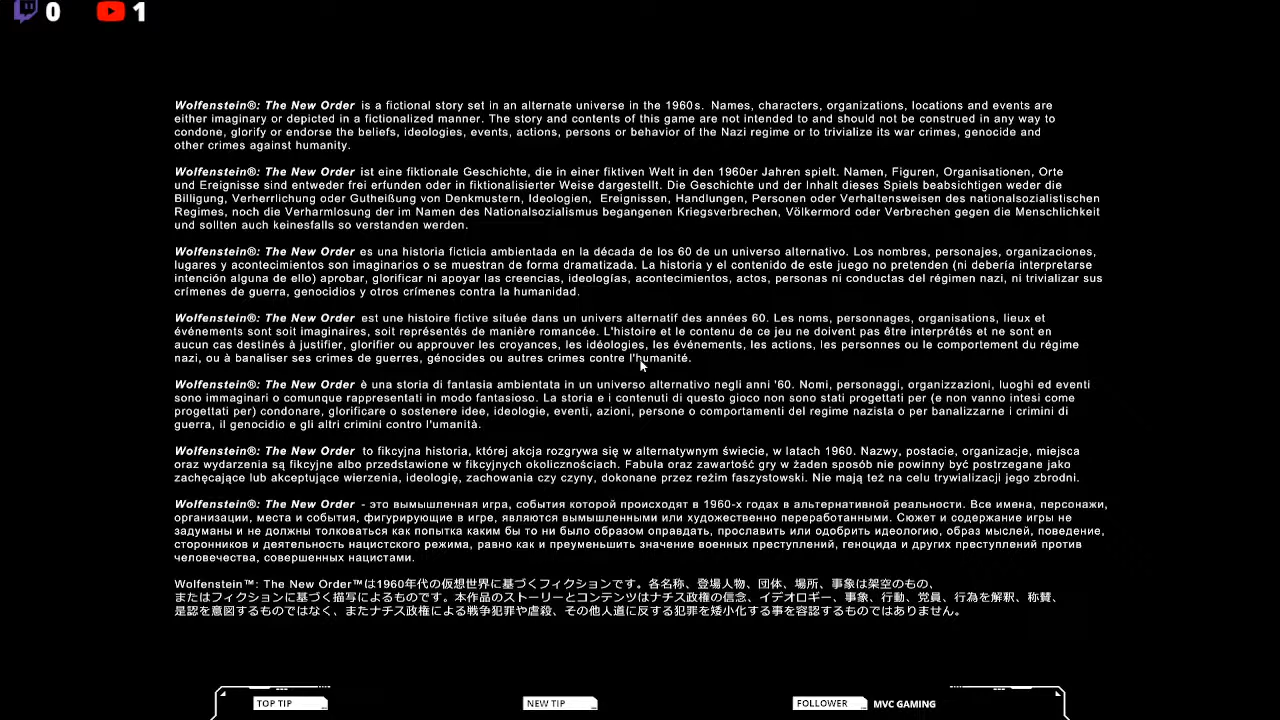 0 1
Wolfenstein®: The New Order is a fictional story set in an alternate universe in the 1960s. Names, characters, organizations, locations and events are
either imaginary or depicted in a fictionalized manner. The story and contents of this game are not intended to and should not be construed in any way to
condone, glorify or endorse the beliefs, ideologies, events, actions, persons or behavior of the Nazi regime or to trivialize its war crimes, genocide and
other crimes against humanity.
Wolfenstein®: The New Order ist eine fiktionale Geschichte, die in einer fiktiven Welt in den 1960er Jahren spielt. Namen, Figuren, Organisationen, Orte
und Ereignisse sind entweder frei erfunden oder in fiktionalisierter Weise dargestellt. Die Geschichte und der Inhalt dieses Spiels beabsichtigen weder die
Billigung, Verherrlichung oder Gutheißung von Denkmustern, Ideologien, Ereignissen, Handlungen, Personen oder Verhaltensweisen des nationalsozialistischen
Regimes, noch die Verharmlosung der im Namen des Nationalsozialismus begangenen Kriegsverbrechen, Völkermord oder Verbrechen gegen die Menschlichkeit
und sollten auch keinesfalls so verstanden werden.
Wolfenstein®: The New Order es una historia ficticia ambientada en la década de los 60 de un universo alternativo. Los nombres, personajes, organizaciones,
lugares y acontecimientos son imaginarios o se muestran de forma dramatizada. La historia y el contenido de este juego no pretenden (ni debería interpretarse
intención alguna de ello) aprobar, glorificar ni apoyar las creencias, ideologías, acontecimientos, actos, personas ni conductas del régimen nazi, ni trivializar sus
crímenes de guerra, genocidios y otros crímenes contra la humanidad.
Wolfenstein®: The New Order est une histoire fictive située dans un univers alternatif des années 60. Les noms, personnages, organisations, lieux et
événements sont soit imaginaires, soit représentés de manière romancée. L'histoire et le contenu de ce jeu ne doivent pas être interprétés et ne sont en
aucun cas destinés à justifier, glorifier ou approuver les croyances, les idéologies, les événements, les actions, les personnes ou le comportement du régime
nazi, ou à banaliser ses crimes de guerres, génocides ou autres crimes contre l'humanité.
Wolfenstein®: The New Order è una storia di fantasia ambientata in un universo alternativo negli anni '60. Nomi, personaggi, organizzazioni, luoghi ed eventi
sono immaginari o comunque rappresentati in modo fantasioso. La storia e i contenuti di questo gioco non sono stati progettati per (e non vanno intesi come
progettati per) condonare, glorificare o sostenere idee, ideologie, eventi, azioni, persone o comportamenti del regime nazista o per banalizzarne i crimini di
guerra, il genocidio e gli altri crimini contro l'umanità.
Wolfenstein®: The New Order to fikcyjna historia, której akcja rozgrywa się w alternatywnym świecie, w latach 1960. Nazwy, postacie, organizacje, miejsca
oraz wydarzenia są fikcyjne albo przedstawione w fikcyjnych okolicznościach. Fabuła oraz zawartość gry w żaden sposób nie powinny być postrzegane jako
zachęcające lub akceptujące wierzenia, ideologię, zachowania czy czyny, dokonane przez reżim faszystowski. Nie mają też na celu trywializacji jego zbrodni.
Wolfenstein®: The New Order - это вымышленная игра, события которой происходят в 1960-х годах в альтернативной реальности. Все имена, персонажи,
организации, места и события, фигурирующие в игре, являются вымышленными или художественно переработанными. Сюжет и содержание игры не
задуманы и не должны толковаться как попытка каким бы то ни было образом оправдать, прославить или одобрить идеологию, образ мыслей, поведение,
сторонников и деятельность нацистского режима, равно как и преуменьшить значение военных преступлений, геноцида и других преступлений против
человечества, совершенных нацистами.
Wolfenstein™: The New Order™は1960年代の仮想世界に基づくフィクションです。各名称、登場人物、団体、場所、事象は架空のもの、
またはフィクションに基づく描写によるものです。本作品のストーリーとコンテンツはナチス政権の信念、イデオロギー、事象、行動、党員、行為を解釈、称賛、
是認を意図するものではなく、またナチス政権による戦争犯罪や虐殺、その他人道に反する犯罪を矮小化する事を容認するものではありません。
TOP TIP NEW TIP FOLLOWER MVC GAMING